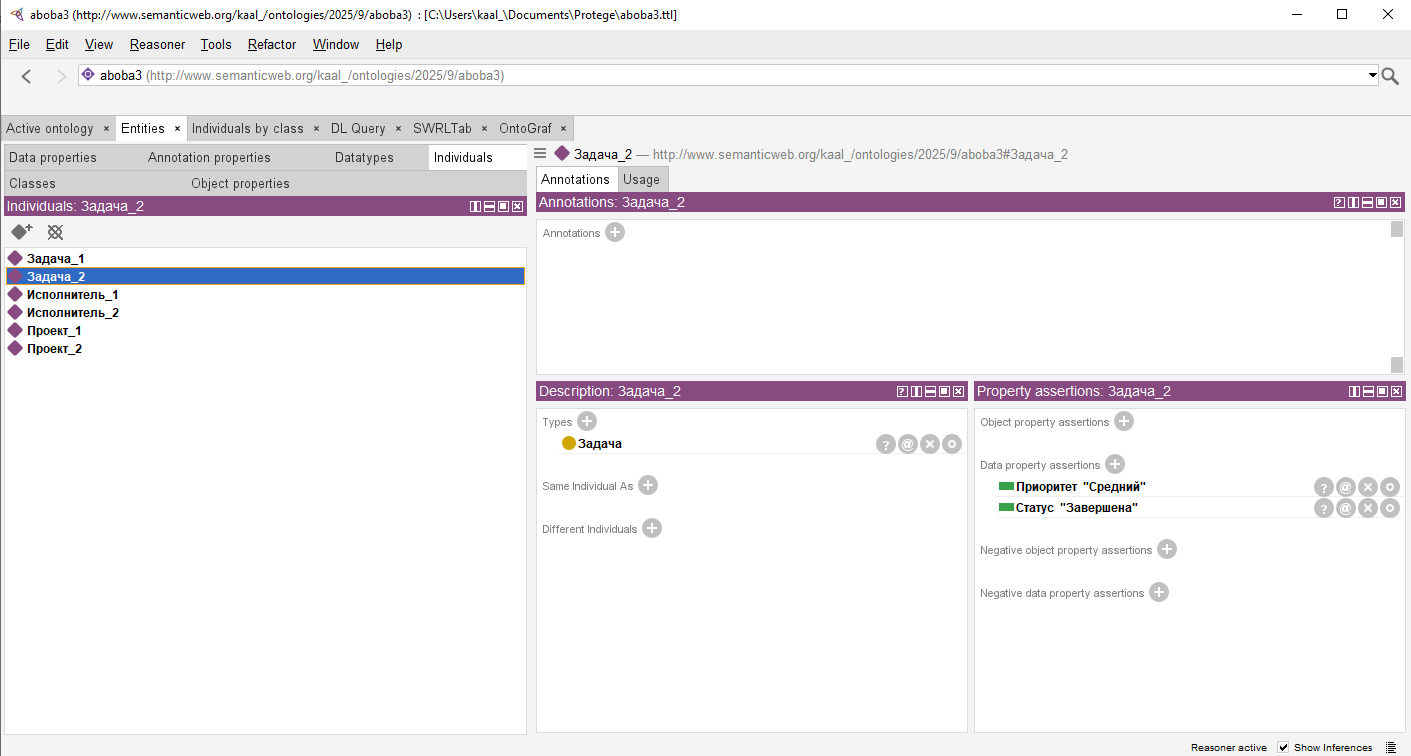 aboba3 (http://www.semanticweb.org/kaal_/ontologies/2025/9/aboba3) : [C:\Users\kaal_\Documents\Protege\aboba3.ttl]
File Edit View Reasoner Tools Refactor Window Help
aboba3 (http://www.semanticweb.org/kaal_/ontologies/2025/9/aboba3)
Active ontology × Entities × Individuals by class × DL Query × SWRLTab × OntoGraf ×
Data properties Annotation properties Datatypes Individuals
Classes Object properties
Individuals: Задача_2
Задача_1
Задача_2
Исполнитель_1
Исполнитель_2
Проект_1
Проект_2
Задача_2 — http://www.semanticweb.org/kaal_/ontologies/2025/9/aboba3#Задача_2
Annotations Usage
Annotations: Задача_2
Annotations
Description: Задача_2
Types
Задача
Same Individual As
Different Individuals
Property assertions: Задача_2
Object property assertions
Data property assertions
Приоритет "Средний"
Статус "Завершена"
Negative object property assertions
Negative data property assertions
Reasoner active Show Inferences